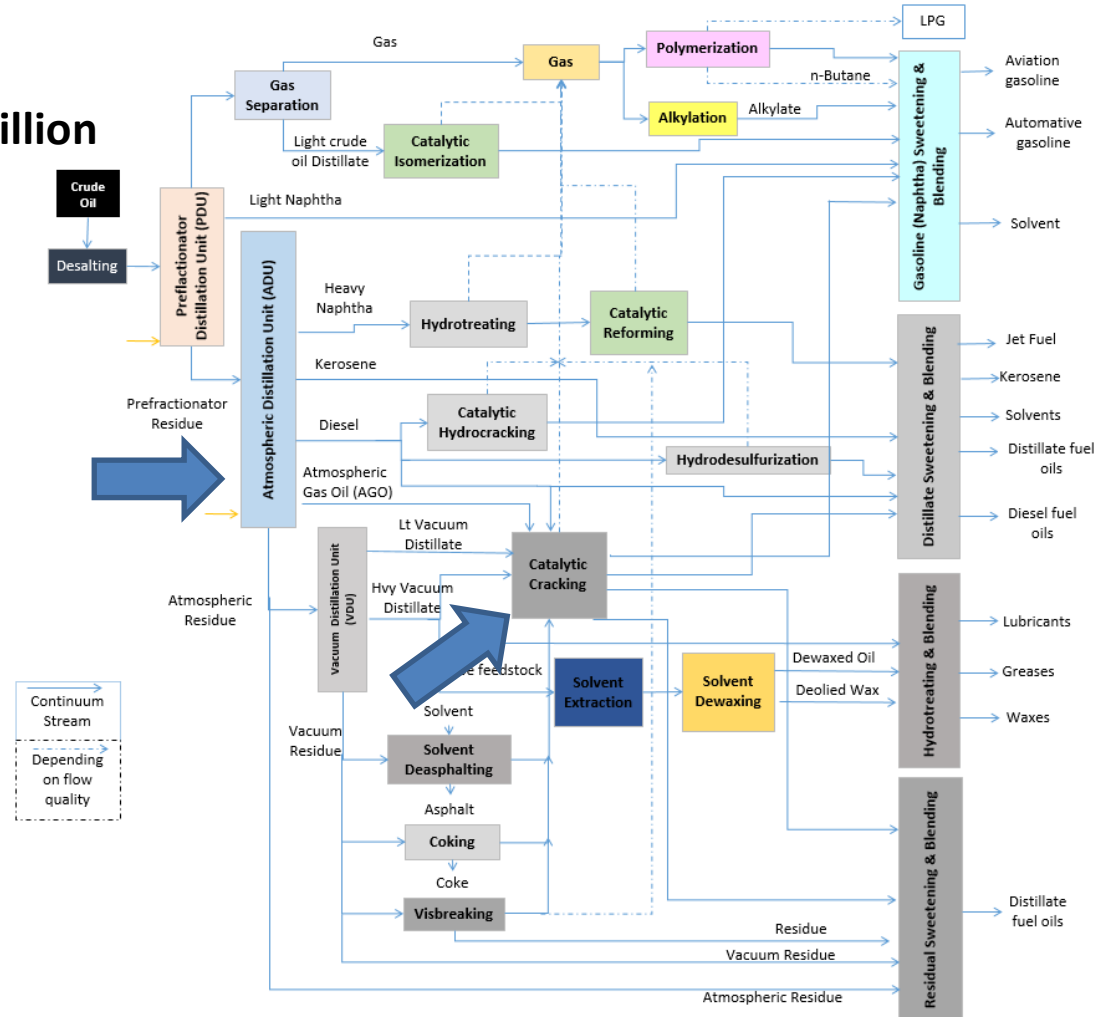 illion
LPG
Gas
Gas
Polymerization
n-Butane
Aviation
gasoline
Gas
Separation
Alkylation
Alkylate
Automative
gasoline
Light crude
oil Distillate
Catalytic
Isomerization
Gasoline (Naphtha) Sweetening &
Blending
Crude
Oil
Light Naphtha
Solvent
Desalting
Preflactionator
Distillation Unit (PDU)
Atmospheric Distillation Unit (ADU)
Heavy
Naphtha
Hydrotreating
Catalytic
Reforming
Jet Fuel
Kerosene
Kerosene
Prefractionator
Residue
Diesel
Catalytic
Hydrocracking
Solvents
Hydrodesulfurization
Distillate Sweetening & Blending
Distillate fuel
oils
Atmospheric
Gas Oil (AGO)
Diesel fuel
oils
Lt Vacuum
Distillate
Catalytic
Cracking
Hvy Vacuum
Distillate
Vacuum Distillation Unit
(VDU)
Atmospheric
Residue
Lubricants
feedstock
Dewaxed Oil
Greases
Solvent
Extraction
Solvent
Dewaxing
Deolied Wax
Hydrotreating & Blending
Waxes
Continuum
Stream
Depending
on flow
quality
Solvent
Vacuum
Residue
Solvent
Deasphalting
Asphalt
Coking
Coke
Visbreaking
Residual Sweetening & Blending
Distillate
fuel oils
Residue
Vacuum Residue
Atmospheric Residue